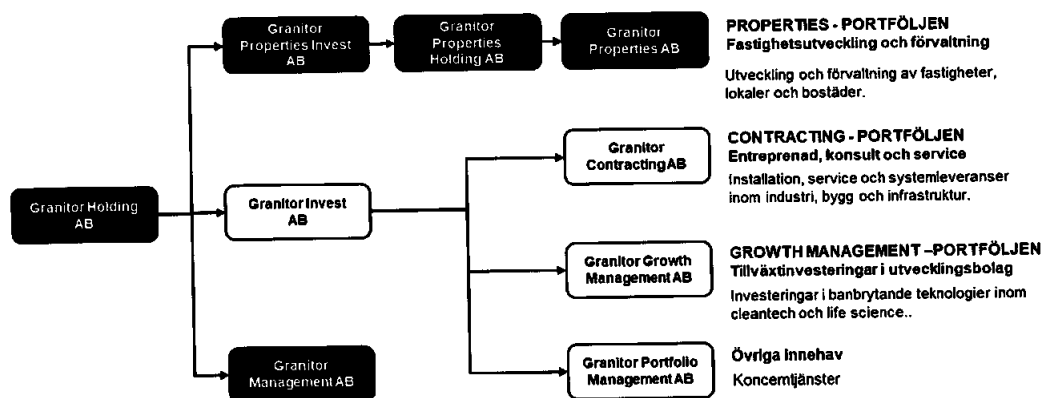 Granitor
Properties Invest
AB
Granitor
Properties
Holding AB
Granitor
Properties AB
PROPERTIES - PORTFÖLJEN
Fastighetsutveckling och förvaltning
Utveckling och förvaltning av fastigheter,
lokaler och bostäder.
Granitor
Contracting AB
CONTRACTING - PORTFÖLJEN
Entreprenad, konsult och service
Installation, service och systemleveranser
inom industri, bygg och infrastruktur.
Granitor Holding
AB
Granitor Invest
AB
Granitor Growth
Management AB
GROWTH MANAGEMENT –PORTFÖLJEN
Tillväxtinvesteringar i utvecklingsbolag
Investeringar i banbrytande teknologier inom
cleantech och life science..
Granitor
Management AB
Granitor Portfolio
Management AB
Övriga innehav
Koncerntjänster